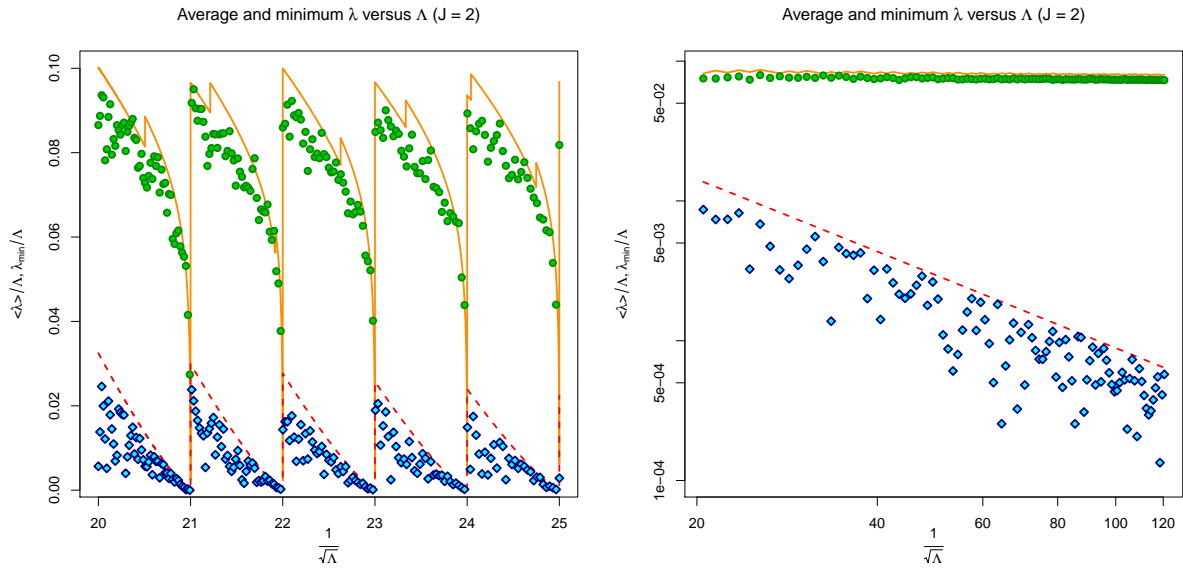 Average and minimum λ versus Λ (J = 2)
<λ>/Λ, λmin/Λ
0.10
0.08
0.06
0.04
0.02
0.00
20 21 22 23 24 25
1/√Λ
Average and minimum λ versus Λ (J = 2)
<λ>/Λ, λmin/Λ
5e−02
5e−03
5e−04
1e−04
20 40 60 80 100 120
1/√Λ